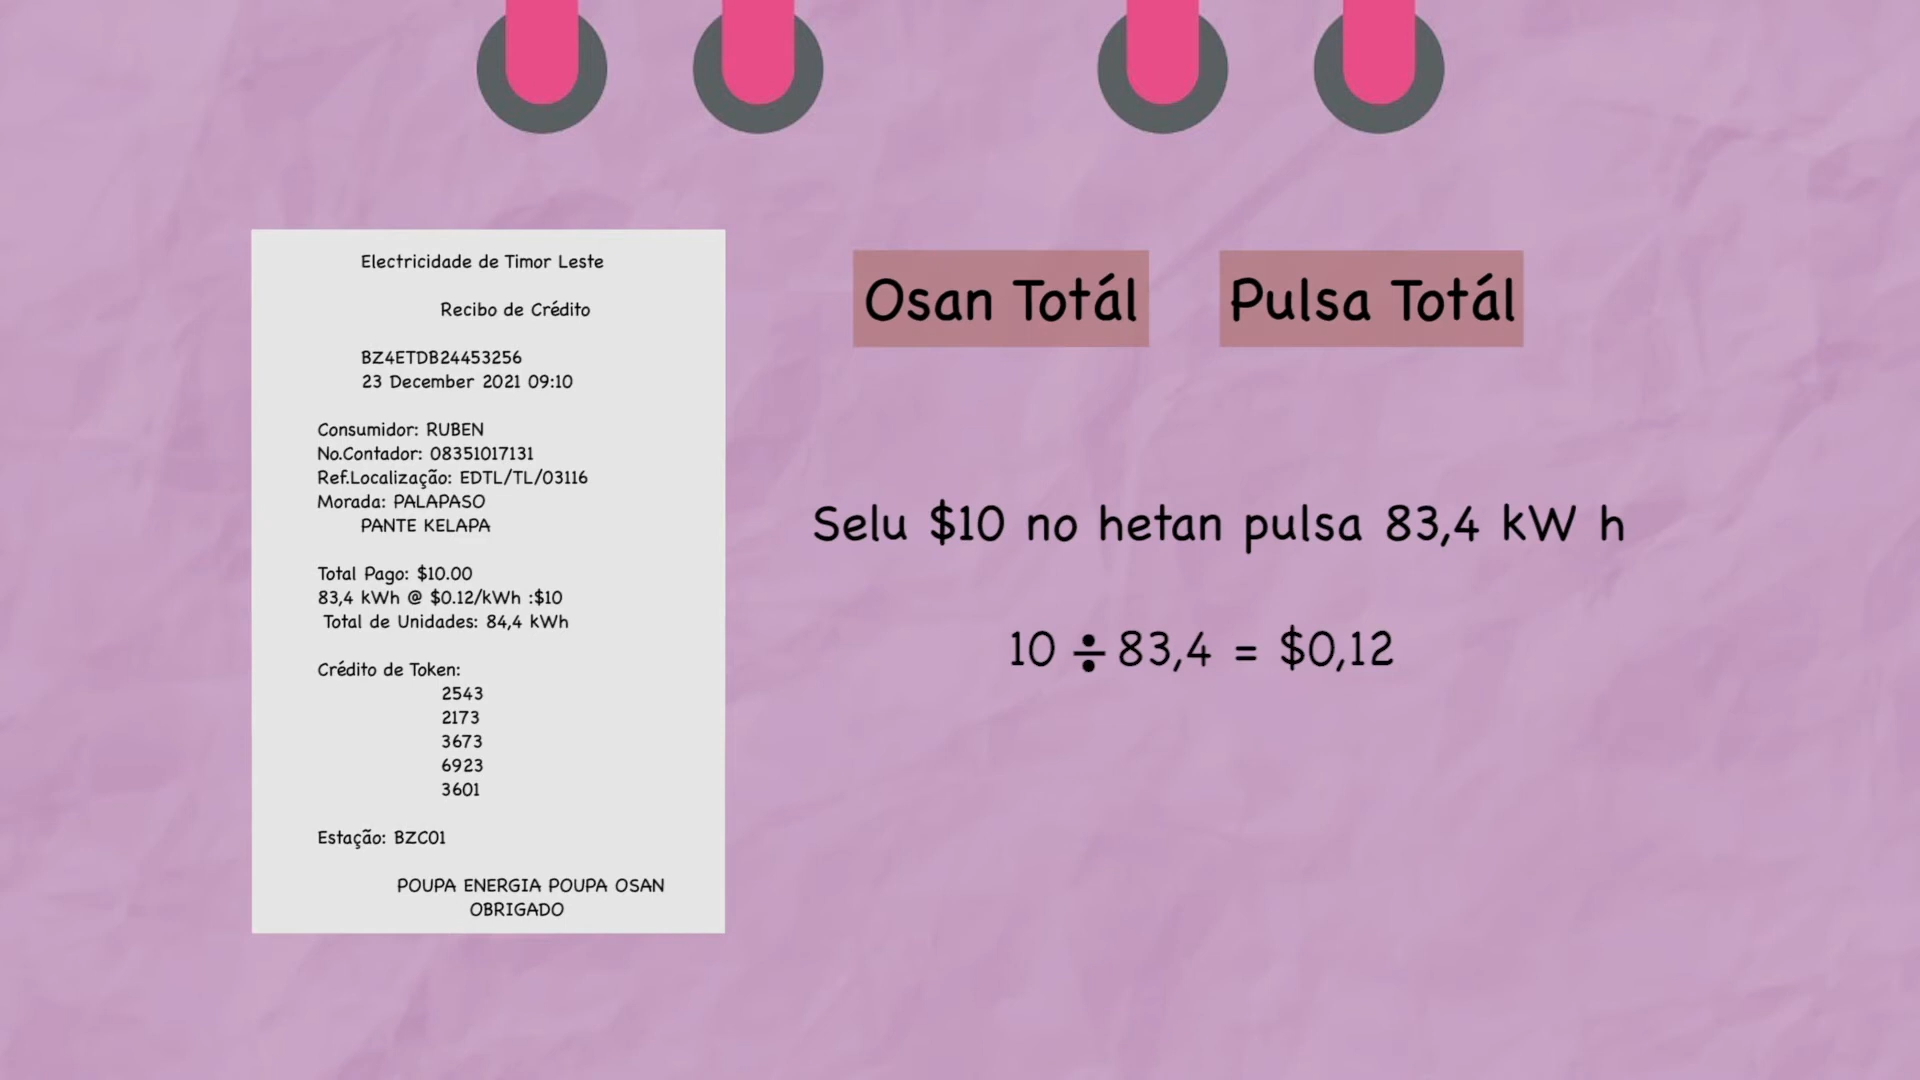 Electricidade de Timor Leste
Recibo de Crédito
BZ4ETDB24453256
23 December 2021 09:10
Consumidor: RUBEN
No.Contador: 08351017131
Ref.Localização: EDTL/TL/03116
Morada: PALAPASO
PANTE KELAPA
Total Pago: $10.00
83,4 kWh @ $0.12/kWh :$10
Total de Unidades: 84,4 kWh
Crédito de Token:
2543
2173
3673
6923
3601
Estação: BZC01
POUPA ENERGIA POUPA OSAN
OBRIGADO
Osan Totál
Pulsa Totál
Selu $10 no hetan pulsa 83,4 kW h
10 ÷ 83,4 = $0,12